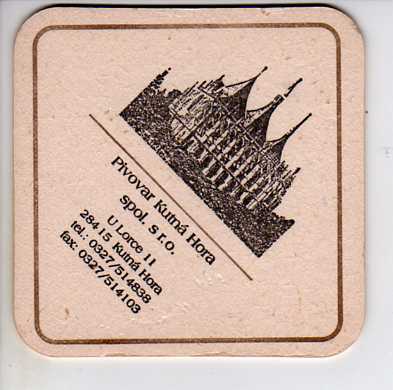 Pivovar Kutná Hora
spol. s r.o.
U Lorce 11
284 15 Kutná Hora
tel.: 0327/514838
fax: 0327/514103